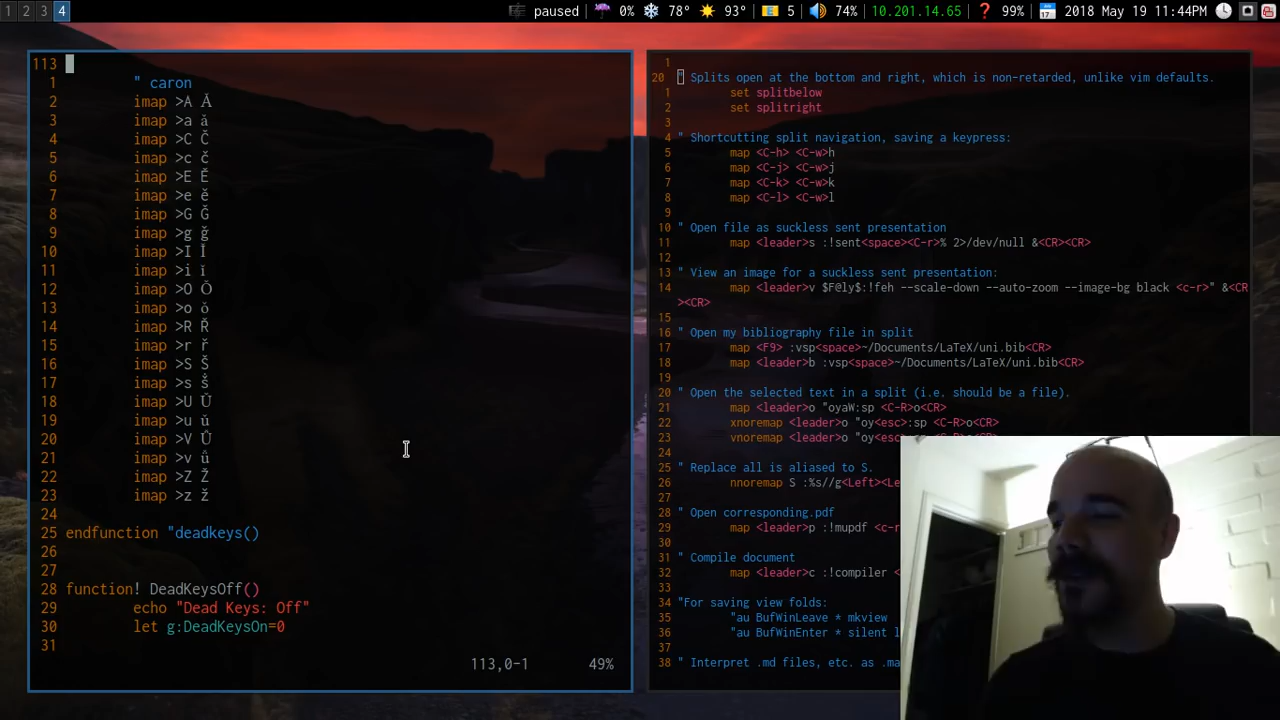 1 2 3 4 paused 0% 78° 93° 5 74% 10.201.14.65 99% 2018 May 19 11:44PM
113
1 " caron
2 imap >A Ǎ
3 imap >a ǎ
4 imap >C Č
5 imap >c č
6 imap >E Ě
7 imap >e ě
8 imap >G Ǧ
9 imap >g ǧ
10 imap >I Ǐ
11 imap >i ǐ
12 imap >O Ǒ
13 imap >o ǒ
14 imap >R Ř
15 imap >r ř
16 imap >S Š
17 imap >s š
18 imap >U Ǔ
19 imap >u ǔ
20 imap >V Ǚ
21 imap >v ǚ
22 imap >Z Ž
23 imap >z ž
24
25 endfunction "deadkeys()
26
27
28 function! DeadKeysOff()
29 echo "Dead Keys: Off"
30 let g:DeadKeysOn=0
31
113,0-1 49%
1
20 " Splits open at the bottom and right, which is non-retarded, unlike vim defaults.
1 set splitbelow
2 set splitright
3
4 " Shortcutting split navigation, saving a keypress:
5 map <C-h> <C-w>h
6 map <C-j> <C-w>j
7 map <C-k> <C-w>k
8 map <C-l> <C-w>l
9
10 " Open file as suckless sent presentation
11 map <leader>s :!sent<space><C-r>% 2>/dev/null &<CR><CR>
12
13 " View an image for a suckless sent presentation:
14 map <leader>v $F@ly$:!feh --scale-down --auto-zoom --image-bg black <c-r>" &<CR
><CR>
15
16 " Open my bibliography file in split
17 map <F9> :vsp<space>~/Documents/LaTeX/uni.bib<CR>
18 map <leader>b :vsp<space>~/Documents/LaTeX/uni.bib<CR>
19
20 " Open the selected text in a split (i.e. should be a file).
21 map <leader>o "oyaW:sp <C-R>o<CR>
22 xnoremap <leader>o "oy<esc>:sp <C-R>o<CR>
23 vnoremap <leader>o "oy<esc>:sp <C-R>o<CR>
24
25 " Replace all is aliased to S.
26 nnoremap S :%s//g<Left><Le
27
28 " Open corresponding.pdf
29 map <leader>p :!mupdf <c-r
30
31 " Compile document
32 map <leader>c :!compiler <
33
34 "For saving view folds:
35 "au BufWinLeave * mkview
36 "au BufWinEnter * silent l
37
38 " Interpret .md files, etc. as .ma